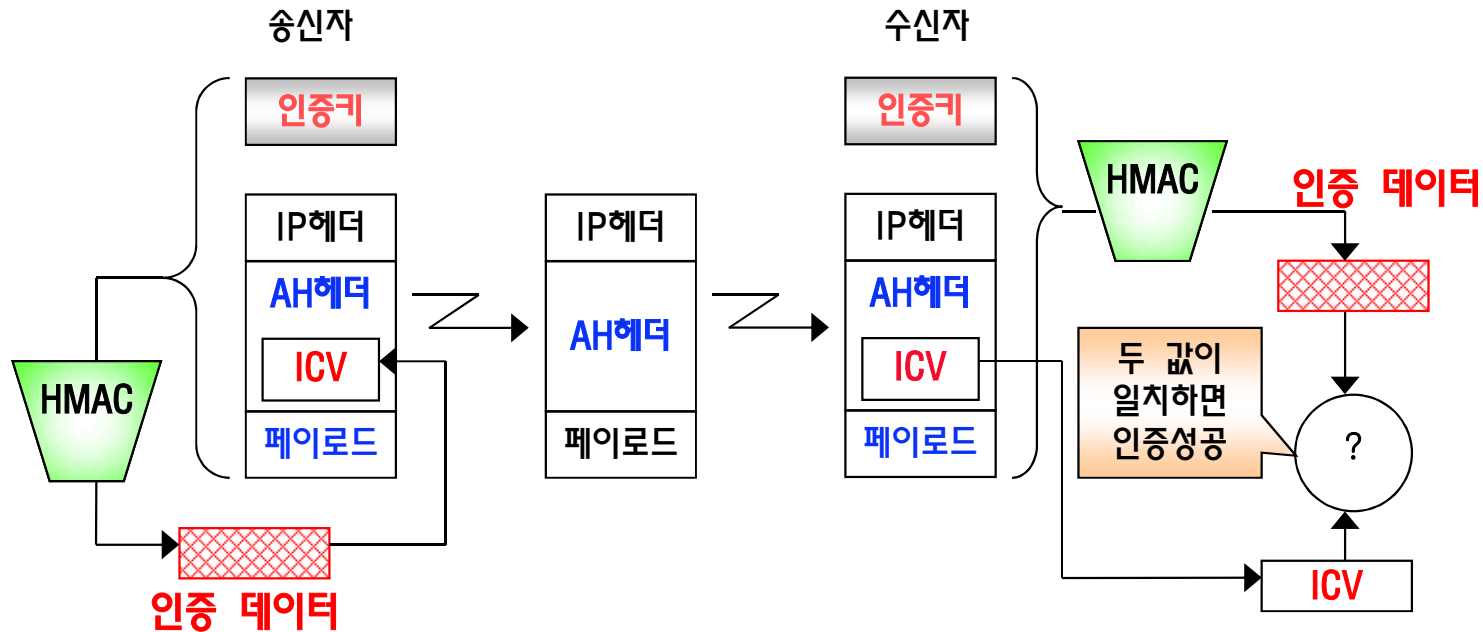 송신자
인증키
IP헤더
AH헤더
ICV
페이로드
HMAC
인증 데이터
IP헤더
AH헤더
페이로드
수신자
인증키
IP헤더
AH헤더
ICV
페이로드
HMAC
인증 데이터
두 값이
일치하면
인증성공
?
ICV